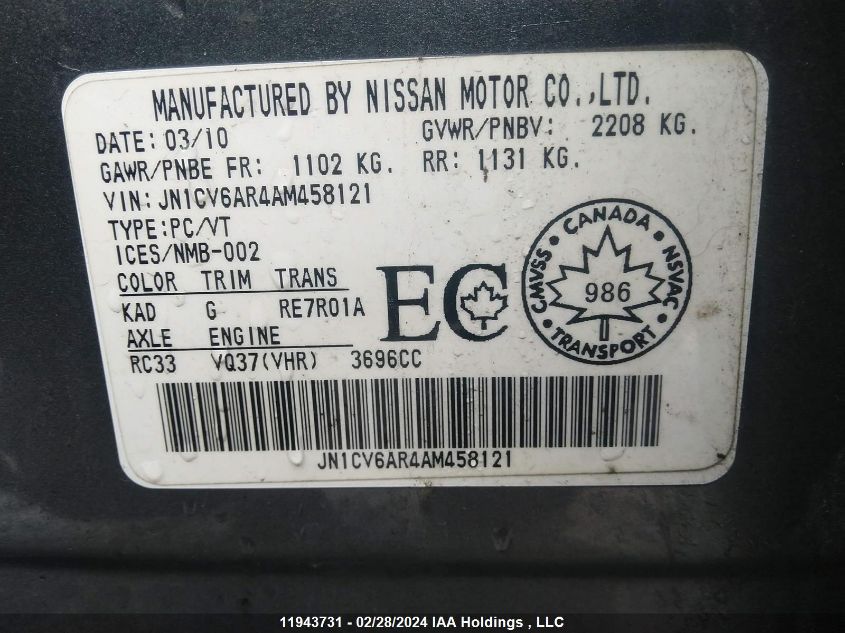 MANUFACTURED BY NISSAN MOTOR CO.,LTD.
DATE: 03/10 GVWR/PNBV: 2208 KG.
GAWR/PNBE FR: 1102 KG. RR: 1131 KG.
VIN: JN1CV6AR4AM458121
TYPE:PC/VT
ICES/NMB-002
COLOR TRIM TRANS
KAD G RE7R01A
AXLE ENGINE
RC33 VQ37(VHR) 3696CC
EC
CANADA
CMVSS
NSVAC
986
TRANSPORT
JN1CV6AR4AM458121
11943731 - 02/28/2024 IAA Holdings , LLC